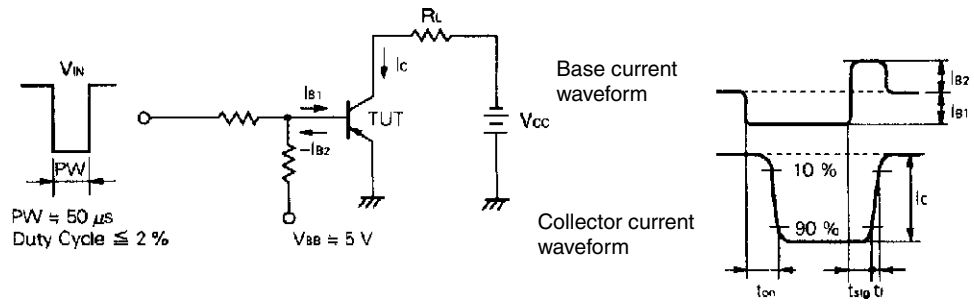 VIN
PW
PW ≒ 50 μs
Duty Cycle ≦ 2 %
IB1
−IB2
TUT
VBB ≒ 5 V
IC
RL
VCC
Base current
waveform
IB2
IB1
Collector current
waveform
10 %
90 %
IC
ton
tstg
tf